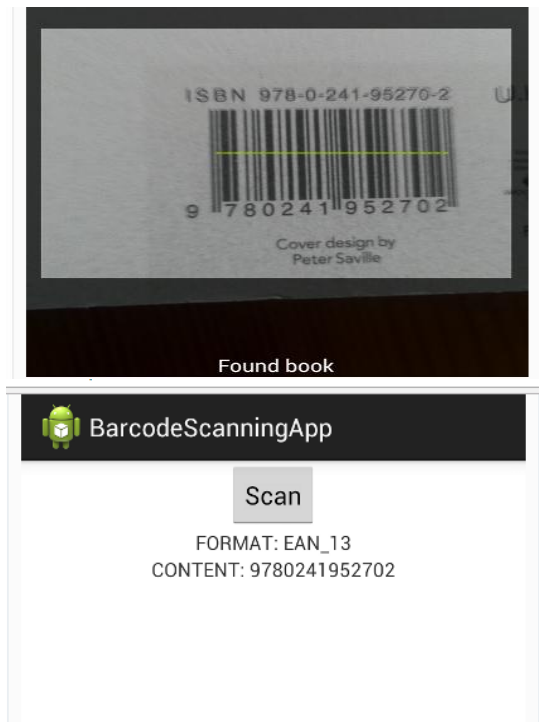 ISBN 978-0-241-95270-2
U.
9 780241 952702
Cover design by
Peter Saville
Found book
BarcodeScanningApp
Scan
FORMAT: EAN_13
CONTENT: 9780241952702